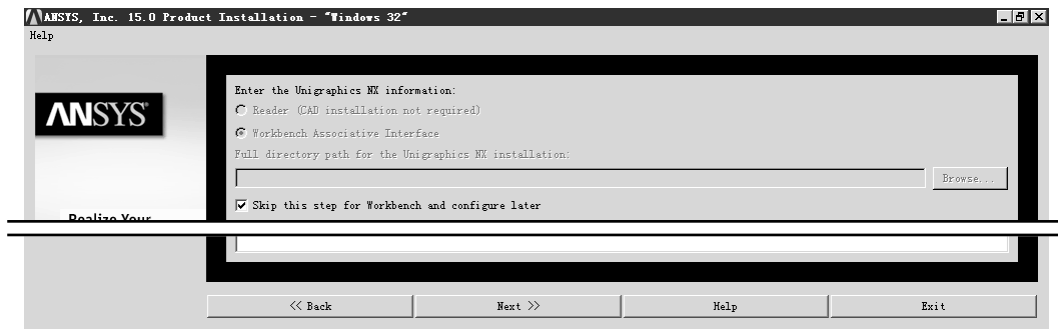 ANSYS, Inc. 15.0 Product Installation - "Windows 32"
Help
ANSYS®
Enter the Unigraphics NX information:
Reader (CAD installation not required)
Workbench Associative Interface
Full directory path for the Unigraphics NX installation:
Browse...
Skip this step for Workbench and configure later
Realize Your
<< Back
Next >>
Help
Exit